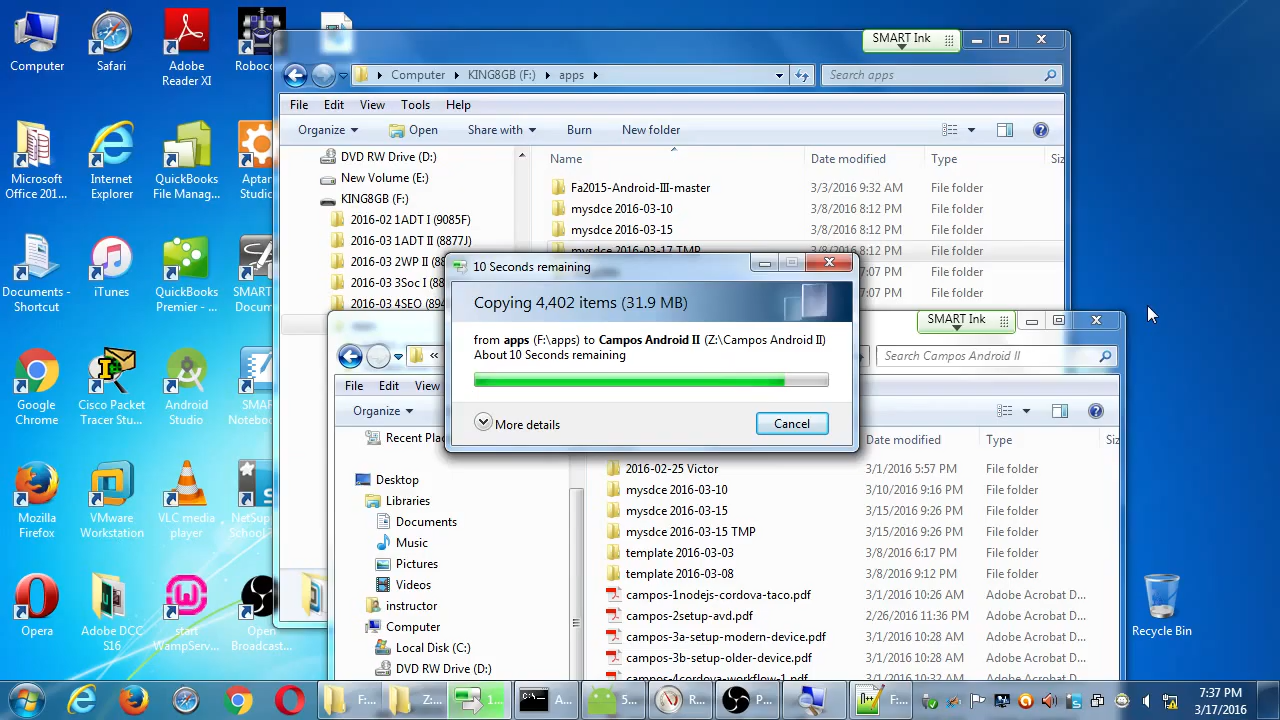 Computer
Safari
Adobe
Reader XI
Roboco
Microsoft
Office 201...
Internet
Explorer
QuickBooks
File Manag...
Aptan
Studio
Documents -
Shortcut
iTunes
QuickBooks
Premier - ...
SMART
Docum
Google
Chrome
Cisco Packet
Tracer Stu...
Android
Studio
SMA
Notebo
Mozilla
Firefox
VMware
Workstation
VLC media
player
NetSup
School
Opera
Adobe DCC
S16
start
WampServ...
Open
Broadcast...
Recycle Bin
SMART Ink
Computer
KING8GB (F:)
apps
Search apps
File
Edit
View
Tools
Help
Organize
Open
Share with
Burn
New folder
DVD RW Drive (D:)
New Volume (E:)
KING8GB (F:)
2016-02 1ADT I (9085F)
2016-03 1ADT II (8877J)
2016-03 2WP II (88
2016-03 3Soc I (88
2016-03 4SEO (894
Name
Date modified
Type
Siz
Fa2015-Android-III-master
3/3/2016 9:32 AM
File folder
mysdce 2016-03-10
3/8/2016 8:12 PM
File folder
mysdce 2016-03-15
3/8/2016 8:12 PM
File folder
mysdce 2016-03-17 TMP
3/8/2016 8:12 PM
File folder
7:07 PM
File folder
7:07 PM
File folder
10 Seconds remaining
Copying 4,402 items (31.9 MB)
from apps (F:\apps) to Campos Android II (Z:\Campos Android II)
About 10 Seconds remaining
More details
Cancel
SMART Ink
«
Search Campos Android II
File
Edit
View
Organize
Recent Plac
Desktop
Libraries
Documents
Music
Pictures
Videos
instructor
Computer
Local Disk (C:)
DVD RW Drive (D:)
Date modified
Type
Siz
2016-02-25 Victor
3/1/2016 5:57 PM
File folder
mysdce 2016-03-10
3/10/2016 9:16 PM
File folder
mysdce 2016-03-15
3/15/2016 9:26 PM
File folder
mysdce 2016-03-15 TMP
3/15/2016 9:26 PM
File folder
template 2016-03-03
3/8/2016 6:17 PM
File folder
template 2016-03-08
3/8/2016 9:12 PM
File folder
campos-1nodejs-cordova-taco.pdf
3/1/2016 10:26 AM
Adobe Acrobat D...
campos-2setup-avd.pdf
2/26/2016 11:36 PM
Adobe Acrobat D...
campos-3a-setup-modern-device.pdf
3/1/2016 10:28 AM
Adobe Acrobat D...
campos-3b-setup-older-device.pdf
3/1/2016 10:28 AM
Adobe Acrobat D...
campos-4cordova-workflow-1.pdf
3/1/2016 10:24 AM
Adobe Acrobat D...
F:...
Z:...
1...
A...
5...
R...
P...
F...
7:37 PM
3/17/2016